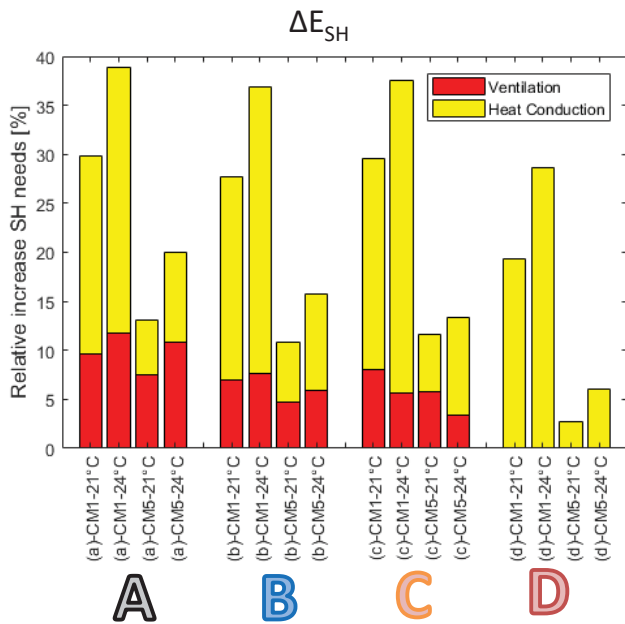 ΔE_SH
Relative increase SH needs [%]
40
35
30
25
20
15
10
5
0
Ventilation
Heat Conduction
(a)-CM1-21°C
(a)-CM1-24°C
(a)-CM5-21°C
(a)-CM5-24°C
(b)-CM1-21°C
(b)-CM1-24°C
(b)-CM5-21°C
(b)-CM5-24°C
(c)-CM1-21°C
(c)-CM1-24°C
(c)-CM5-21°C
(c)-CM5-24°C
(d)-CM1-21°C
(d)-CM1-24°C
(d)-CM5-21°C
(d)-CM5-24°C
A B C D